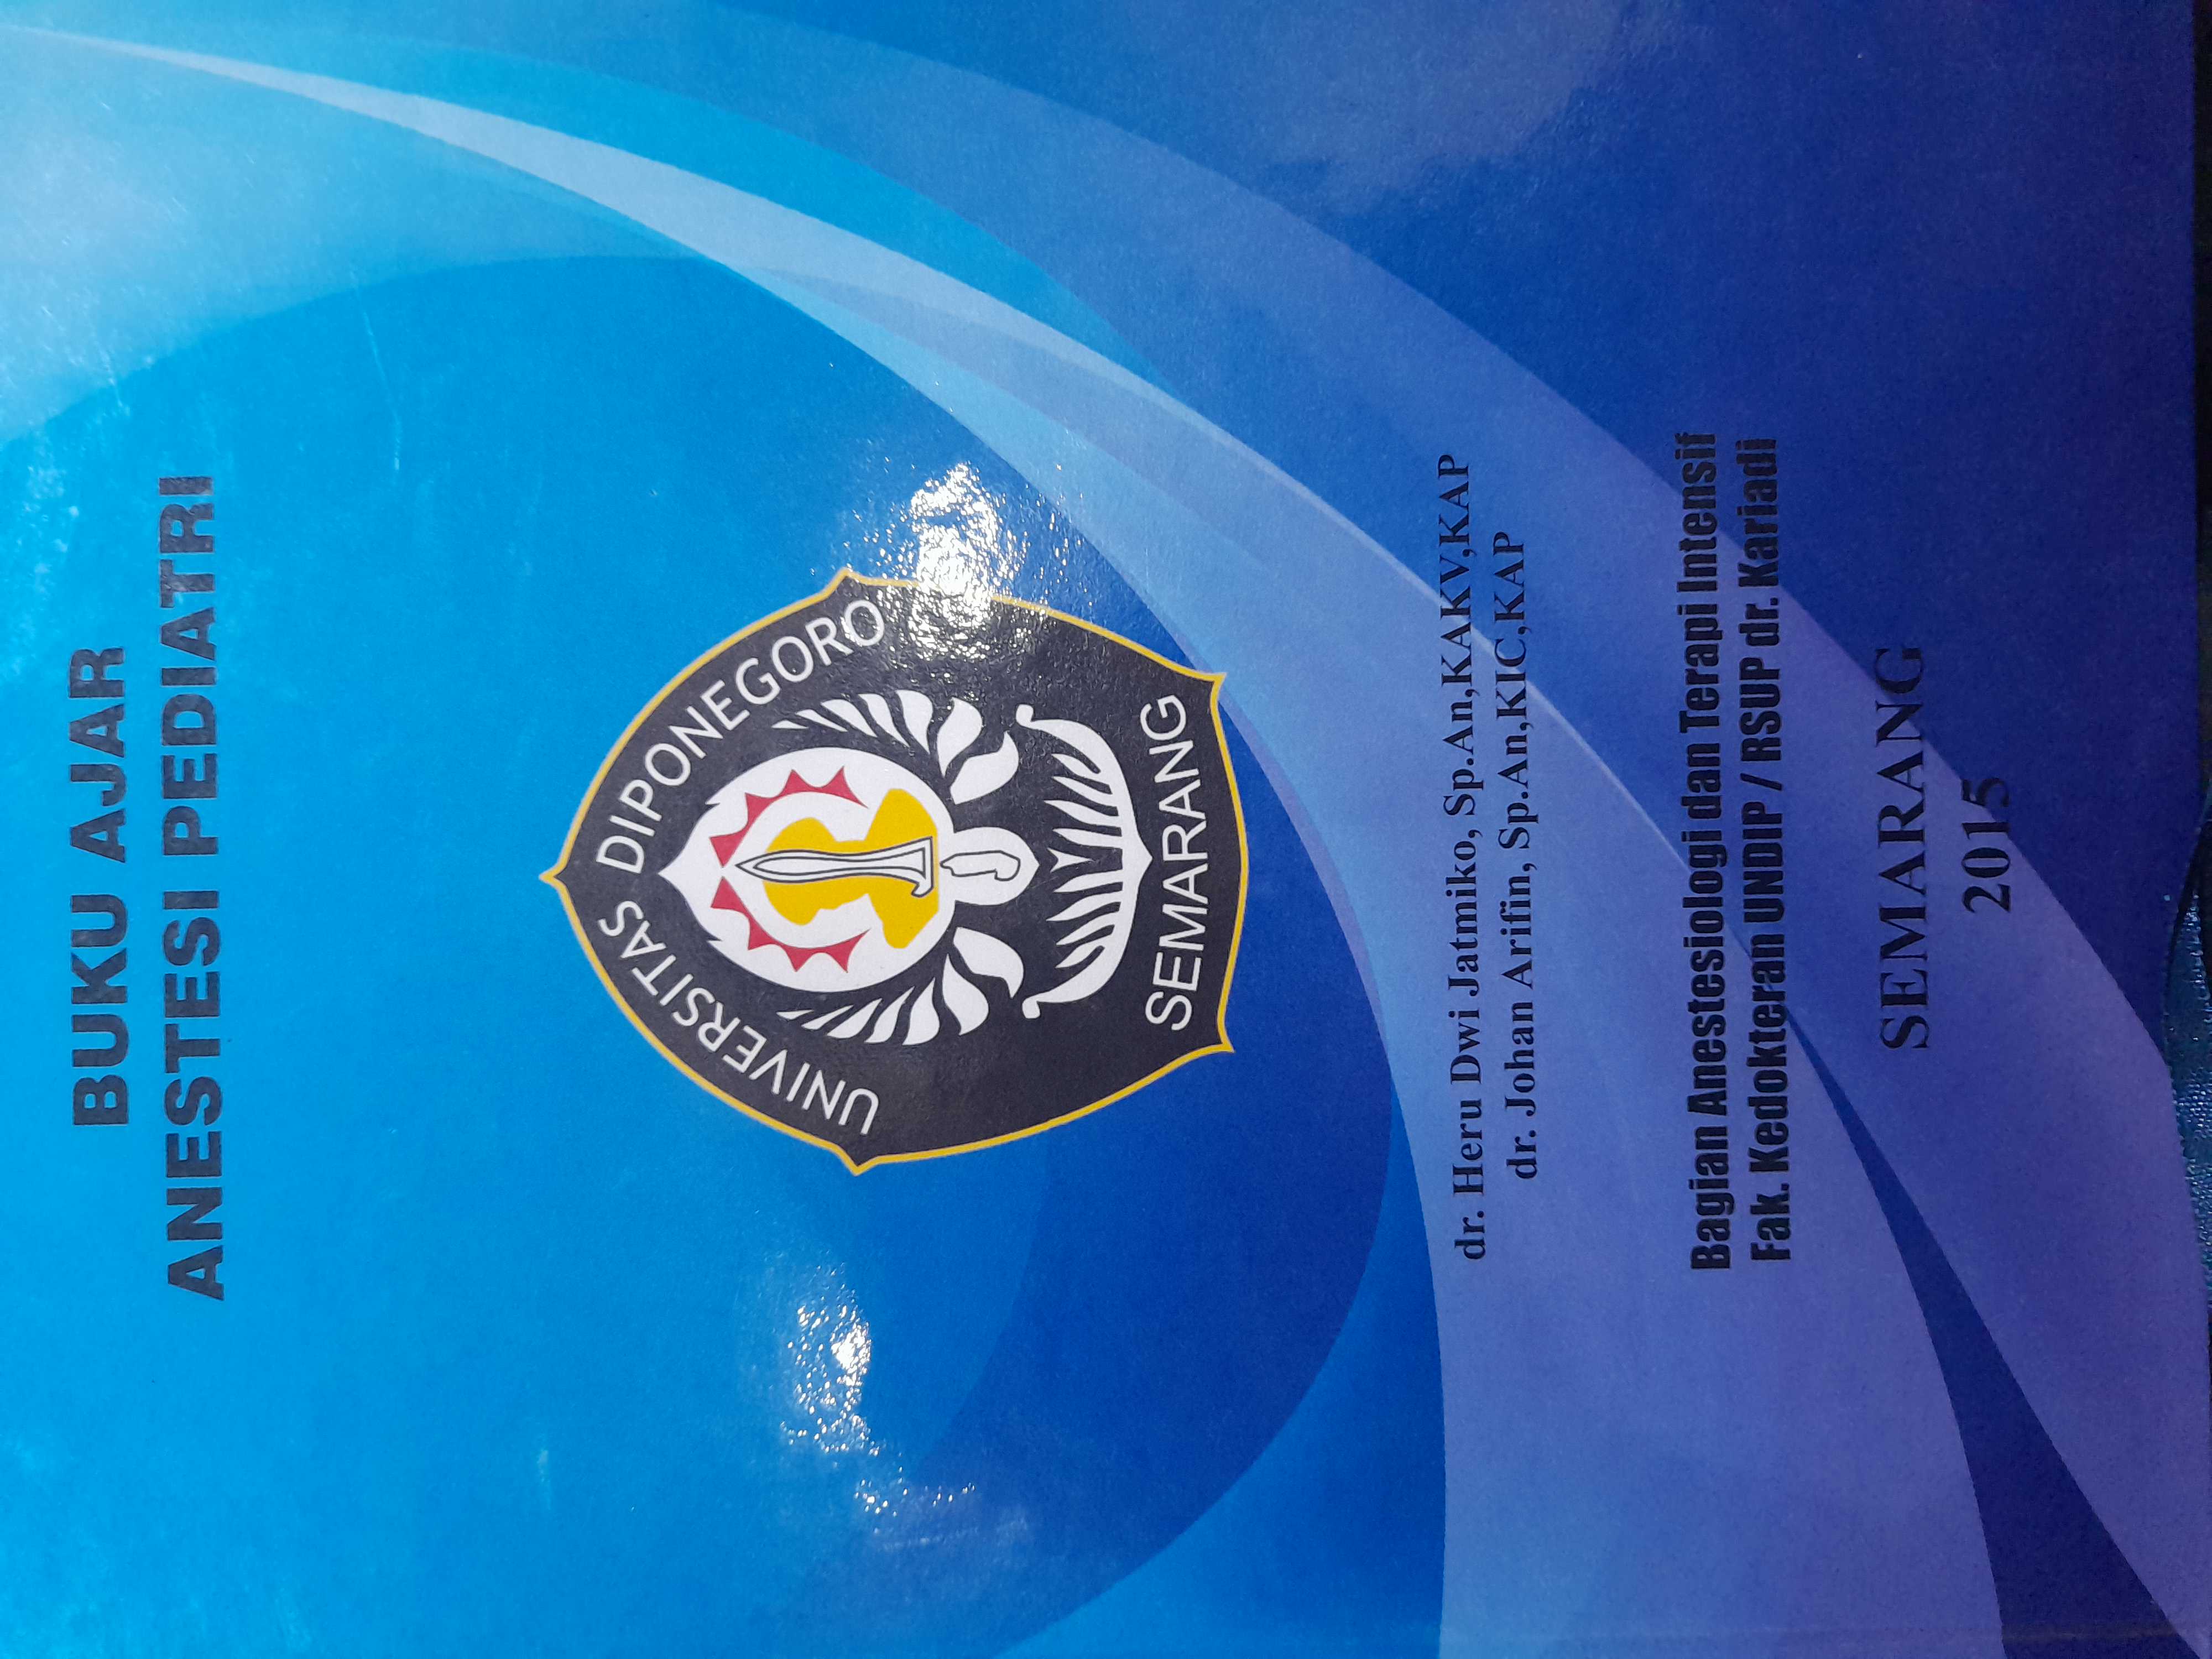 BUKU AJAR
ANESTESI PEDIATRI
UNIVERSITAS DIPONEGORO
SEMARANG
dr. Heru Dwi Jatmiko, Sp.An,KAKV,KAP
dr. Johan Arifin, Sp.An,KIC,KAP
Bagian Anestesiologi dan Terapi Intensif
Fak. Kedokteran UNDIP / RSUP dr. Kariadi
SEMARANG
2015